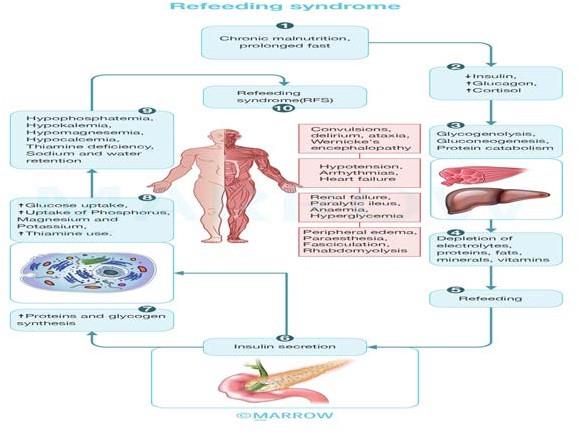 Refeeding syndrome
1
Chronic malnutrition,
prolonged fast
2
↓Insulin,
↑Glucagon,
↑Cortisol
3
Glycogenolysis,
Gluconeogenesis,
Protein catabolism
4
Depletion of
electrolytes,
proteins, fats,
minerals, vitamins
5
Refeeding
6
Insulin secretion
7
↑Proteins and glycogen
synthesis
8
↑Glucose uptake,
↑Uptake of Phosphorus,
Magnesium and
Potassium,
↑Thiamine use.
9
Hypophosphatemia,
Hypokalemia,
Hypomagnesemia,
Hypocalcemia,
Thiamine deficiency,
Sodium and water
retention
Refeeding
syndrome(RFS)
10
Convulsions,
delirium, ataxia,
Wernicke's
encephalopathy
Hypotension,
Arrhythmias,
Heart failure
Renal failure,
Paralytic ileus,
Anaemia,
Hyperglycemia
Peripheral edema,
Paraesthesia,
Fasciculation,
Rhabdomyolysis
©MARROW